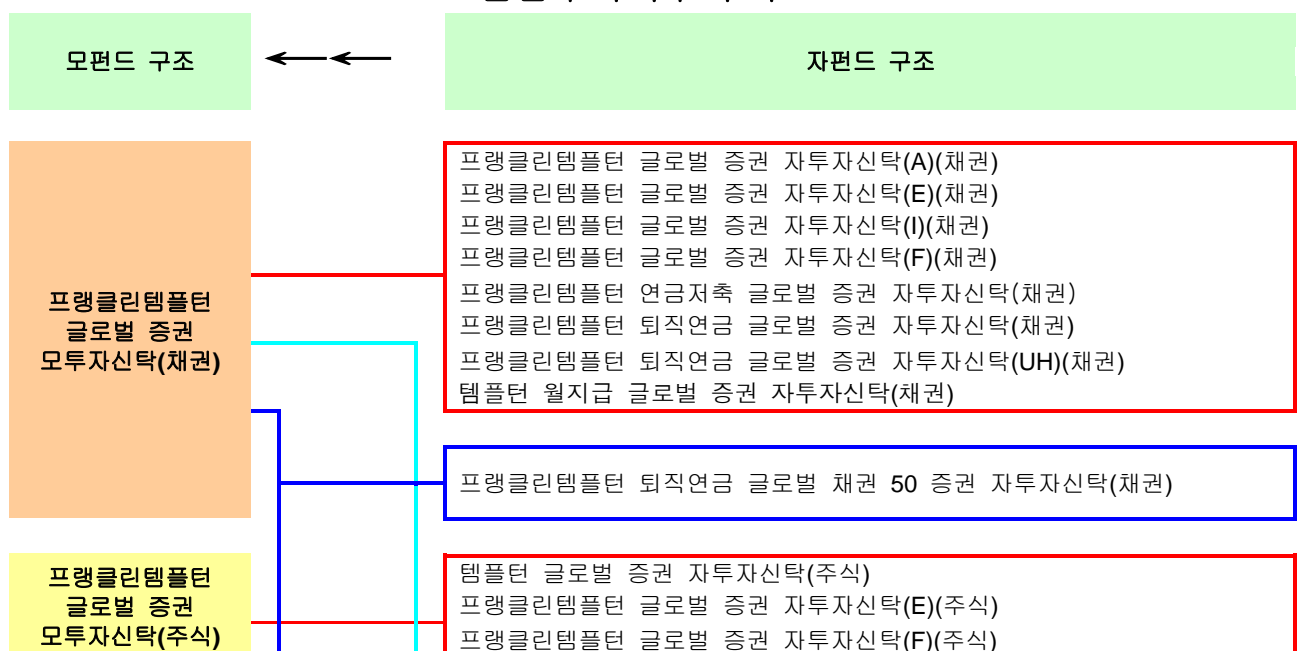 모펀드 구조
자펀드 구조
프랭클린템플턴
글로벌 증권
모투자신탁(채권)
프랭클린템플턴 글로벌 증권 자투자신탁(A)(채권)
프랭클린템플턴 글로벌 증권 자투자신탁(E)(채권)
프랭클린템플턴 글로벌 증권 자투자신탁(I)(채권)
프랭클린템플턴 글로벌 증권 자투자신탁(F)(채권)
프랭클린템플턴 연금저축 글로벌 증권 자투자신탁(채권)
프랭클린템플턴 퇴직연금 글로벌 증권 자투자신탁(채권)
프랭클린템플턴 퇴직연금 글로벌 증권 자투자신탁(UH)(채권)
템플턴 월지급 글로벌 증권 자투자신탁(채권)
프랭클린템플턴 퇴직연금 글로벌 채권 50 증권 자투자신탁(채권)
프랭클린템플턴
글로벌 증권
모투자신탁(주식)
템플턴 글로벌 증권 자투자신탁(주식)
프랭클린템플턴 글로벌 증권 자투자신탁(E)(주식)
프랭클린템플턴 글로벌 증권 자투자신탁(F)(주식)